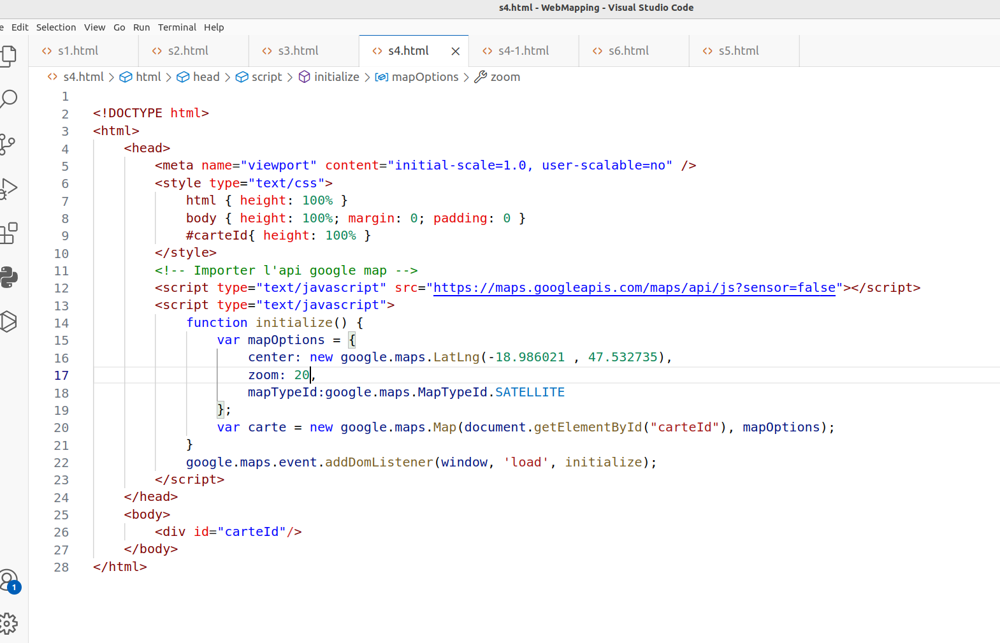 s4.html - WebMapping - Visual Studio Code
e Edit Selection View Go Run Terminal Help
s1.html s2.html s3.html s4.html s4-1.html s6.html s5.html
s4.html > html > head > script > initialize > mapOptions > zoom
1
2 <!DOCTYPE html>
3 <html>
4 <head>
5 <meta name="viewport" content="initial-scale=1.0, user-scalable=no" />
6 <style type="text/css">
7 html { height: 100% }
8 body { height: 100%; margin: 0; padding: 0 }
9 #carteId{ height: 100% }
10 </style>
11 <!-- Importer l'api google map -->
12 <script type="text/javascript" src="https://maps.googleapis.com/maps/api/js?sensor=false"></script>
13 <script type="text/javascript">
14 function initialize() {
15 var mapOptions = {
16 center: new google.maps.LatLng(-18.986021 , 47.532735),
17 zoom: 20,
18 mapTypeId:google.maps.MapTypeId.SATELLITE
19 };
20 var carte = new google.maps.Map(document.getElementById("carteId"), mapOptions);
21 }
22 google.maps.event.addDomListener(window, 'load', initialize);
23 </script>
24 </head>
25 <body>
26 <div id="carteId"/>
27 </body>
28 </html>
1